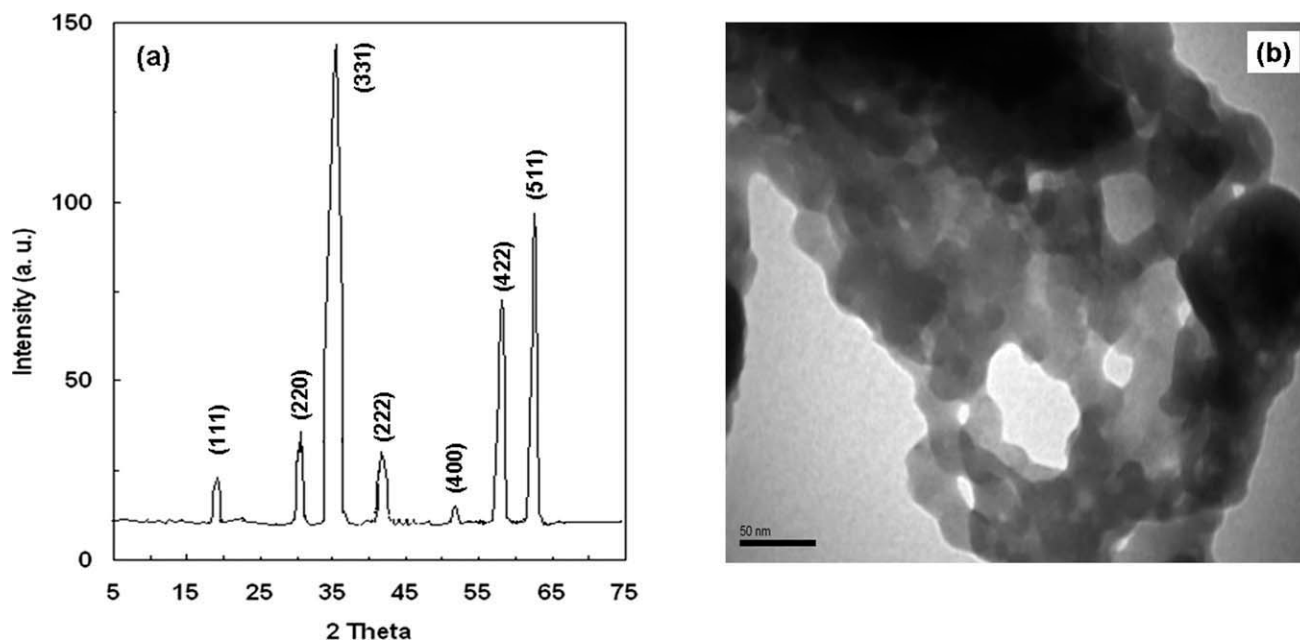 (a)
150
100
50
0
Intensity (a. u.)
(111)
(220)
(331)
(222)
(400)
(422)
(511)
5 15 25 35 45 55 65 75
2 Theta
(b)
50 nm